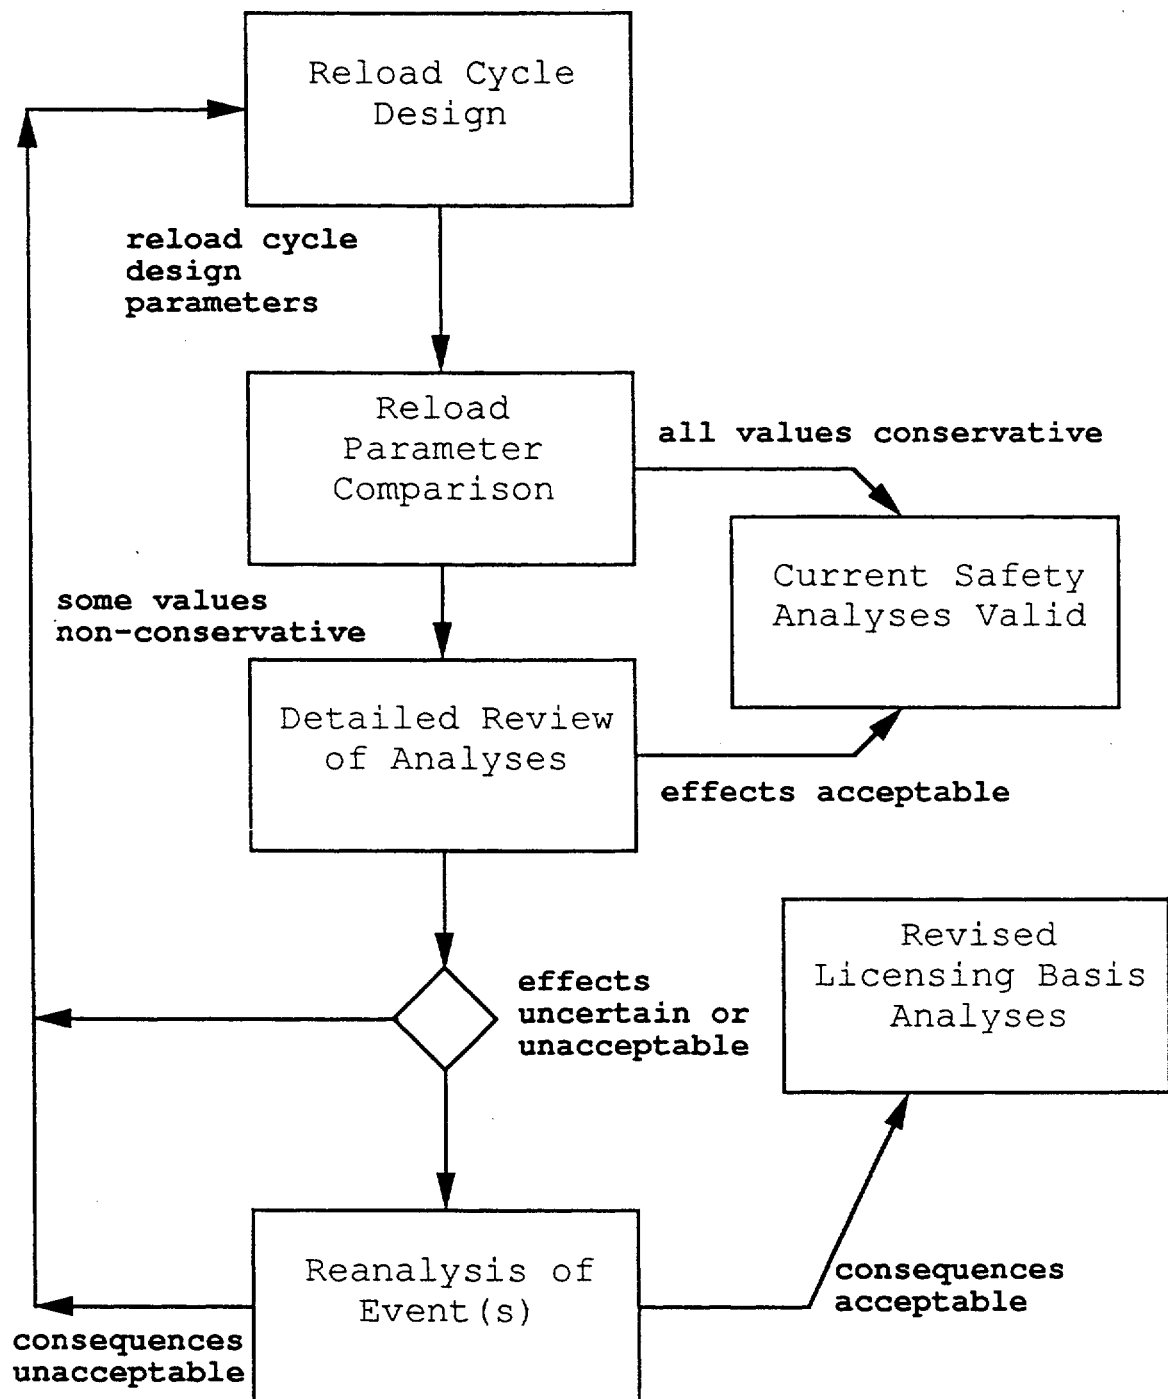 Reload Cycle
Design
reload cycle
design
parameters
Reload
Parameter
Comparison
all values conservative
Current Safety
Analyses Valid
some values
non-conservative
Detailed Review
of Analyses
effects acceptable
effects
uncertain or
unacceptable
Revised
Licensing Basis
Analyses
Reanalysis of
Event(s)
consequences
acceptable
consequences
unacceptable